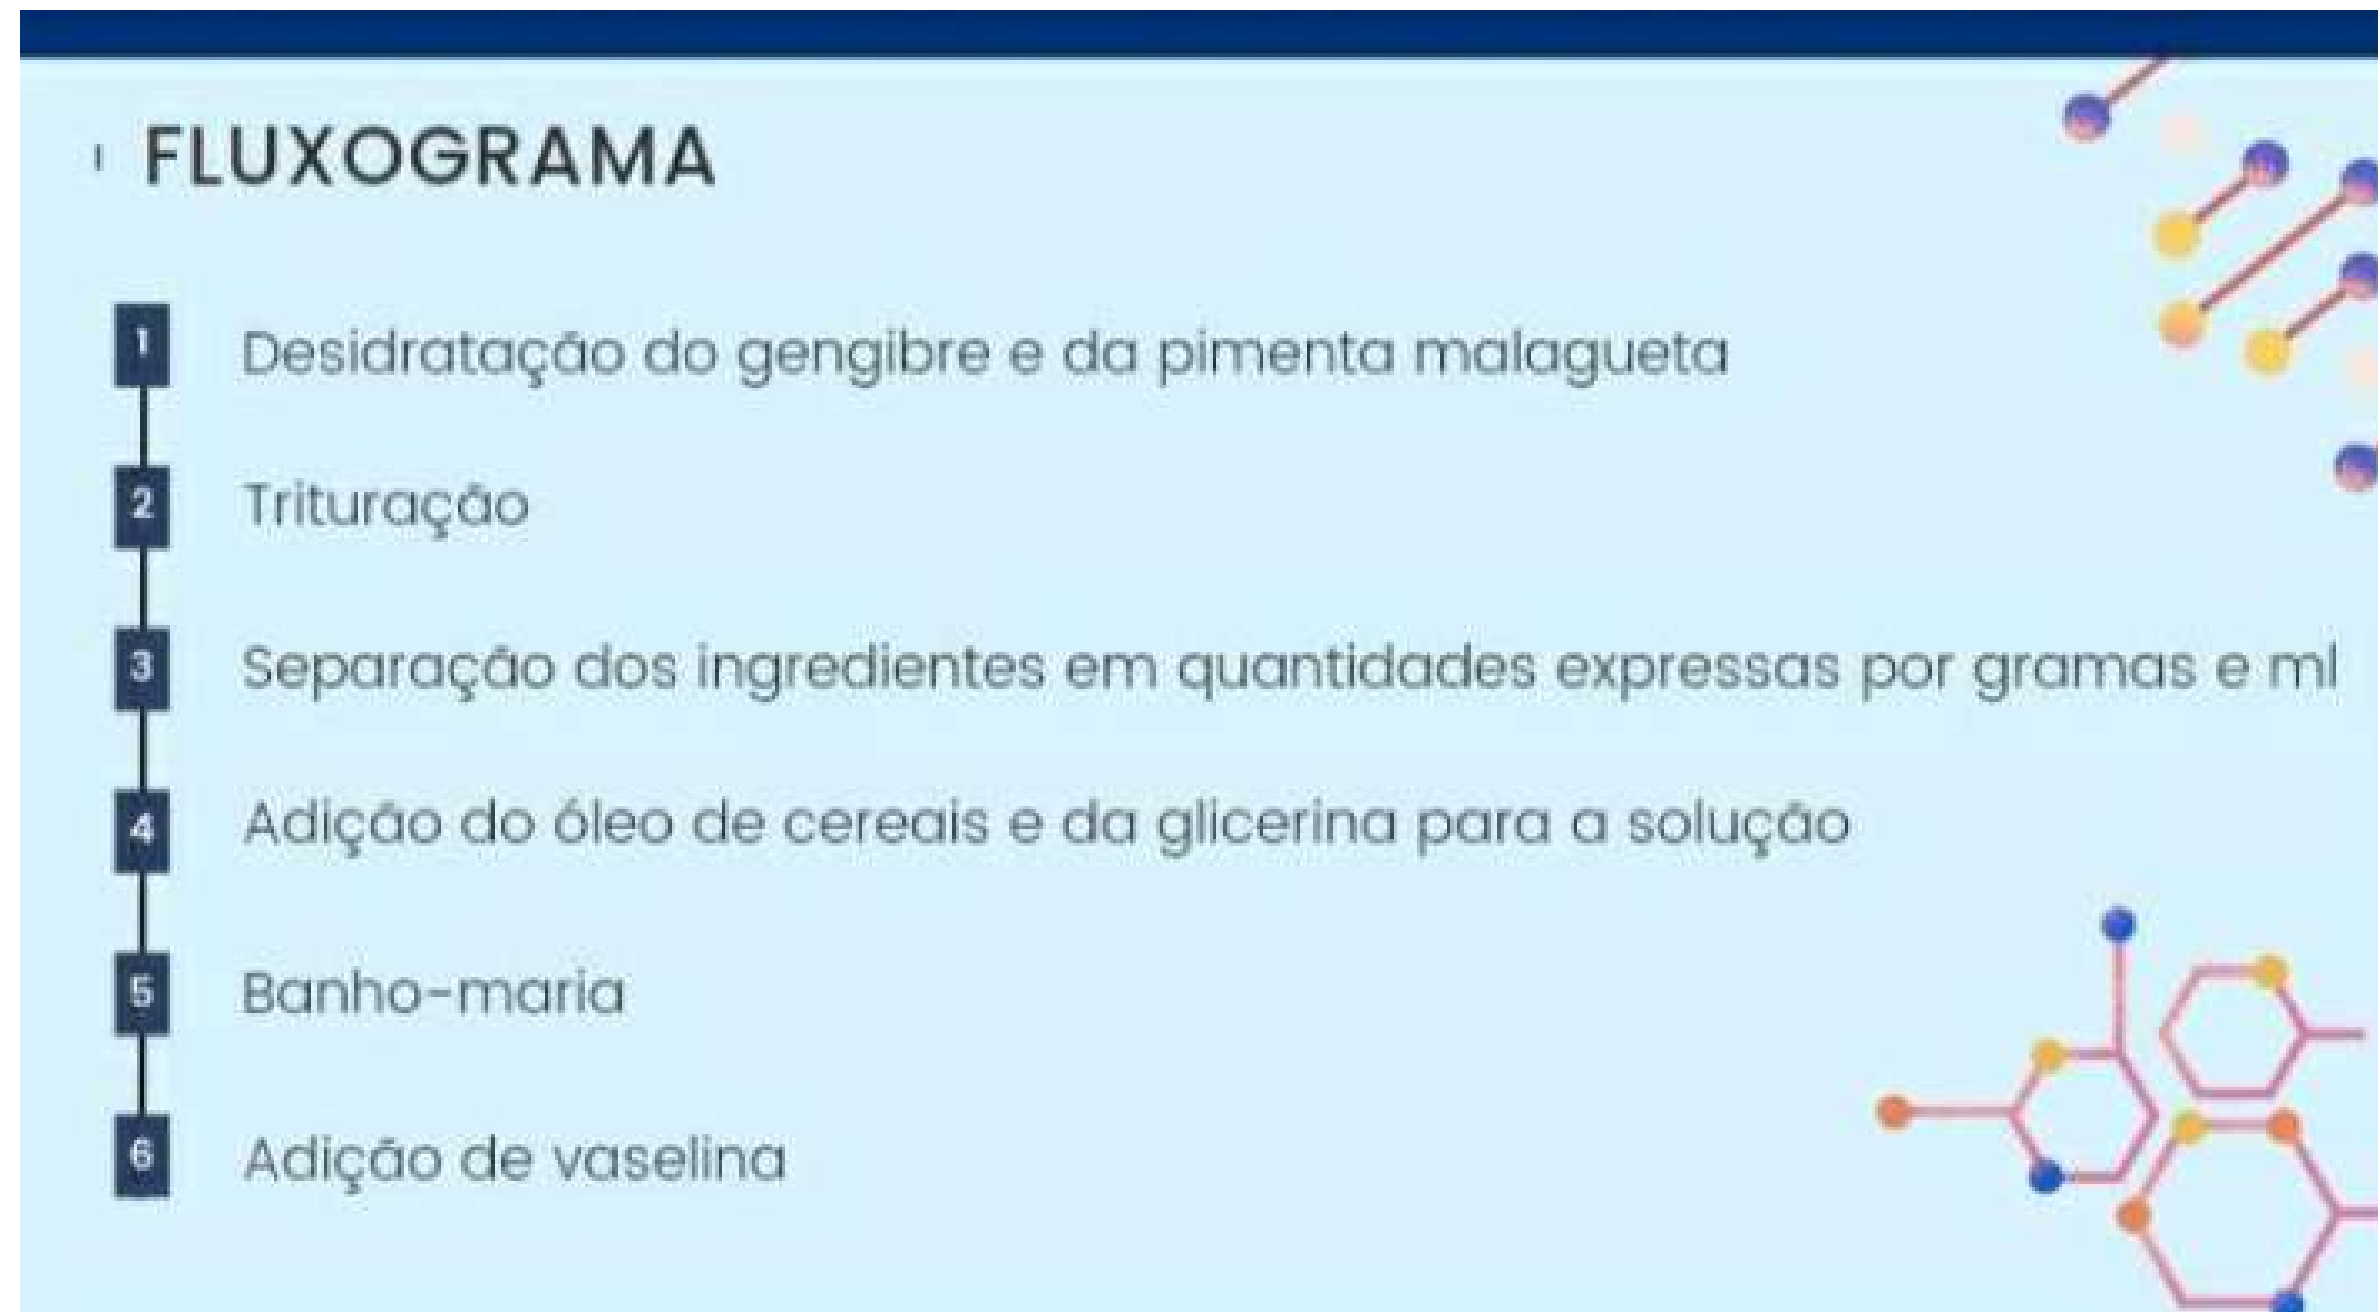 FLUXOGRAMA
1 Desidratação do gengibre e da pimenta malagueta
2 Trituração
3 Separação dos ingredientes em quantidades expressas por gramas e ml
4 Adição do óleo de cereais e da glicerina para a solução
5 Banho-maria
6 Adição de vaselina